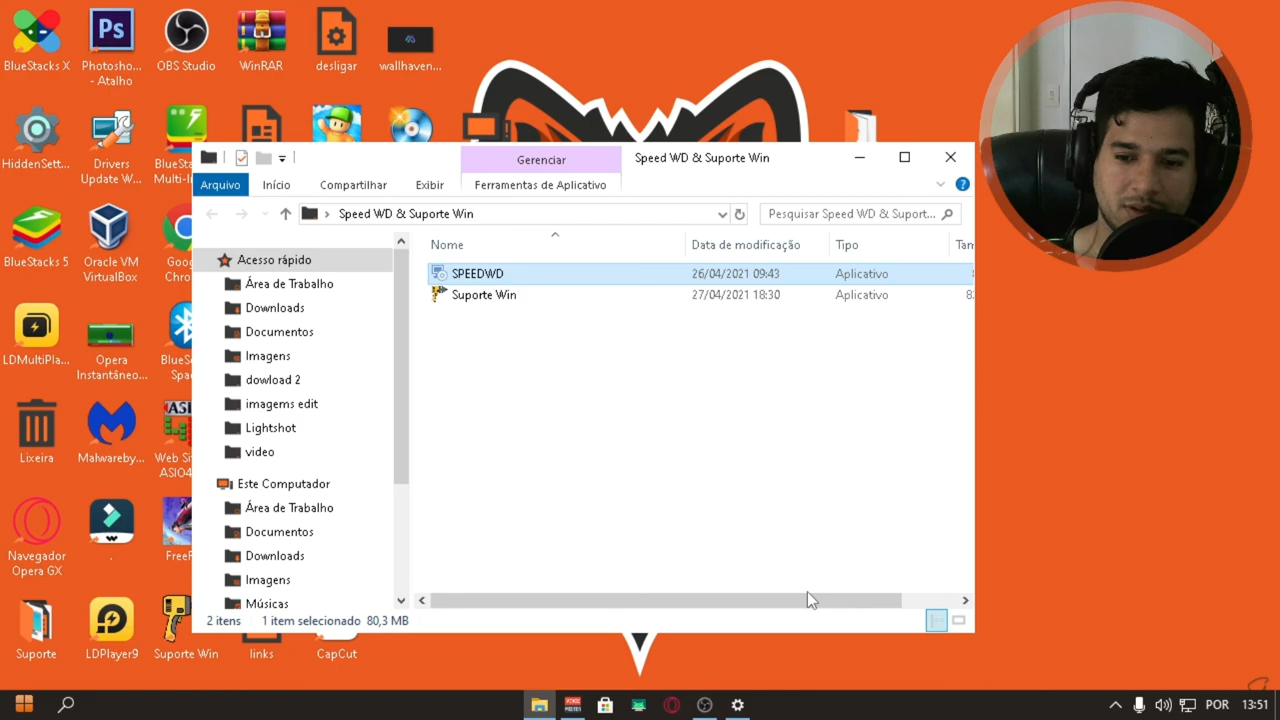 BlueStacks X
Photosho...
- Atalho
OBS Studio
WinRAR
desligar
wallhaven...
HiddenSett...
Drivers
Update W...
BlueSta
Multi-In
BlueStacks 5
Oracle VM
VirtualBox
Goog
Chro
LDMultiPla...
Opera
Instantâneo...
BlueS
Spa
Lixeira
Malwareby...
Web Si
ASIO4
Navegador
Opera GX
.
FreeF
Suporte
LDPlayer9
Suporte Win
links
CapCut
Gerenciar
Speed WD & Suporte Win
Arquivo
Início
Compartilhar
Exibir
Ferramentas de Aplicativo
Speed WD & Suporte Win
Pesquisar Speed WD & Suport...
Nome
Data de modificação
Tipo
Tam
SPEEDWD
26/04/2021 09:43
Aplicativo
Suporte Win
27/04/2021 18:30
Aplicativo
Acesso rápido
Área de Trabalho
Downloads
Documentos
Imagens
dowload 2
imagems edit
Lightshot
video
Este Computador
Área de Trabalho
Documentos
Downloads
Imagens
Músicas
2 itens
1 item selecionado 80,3 MB
POR
13:51